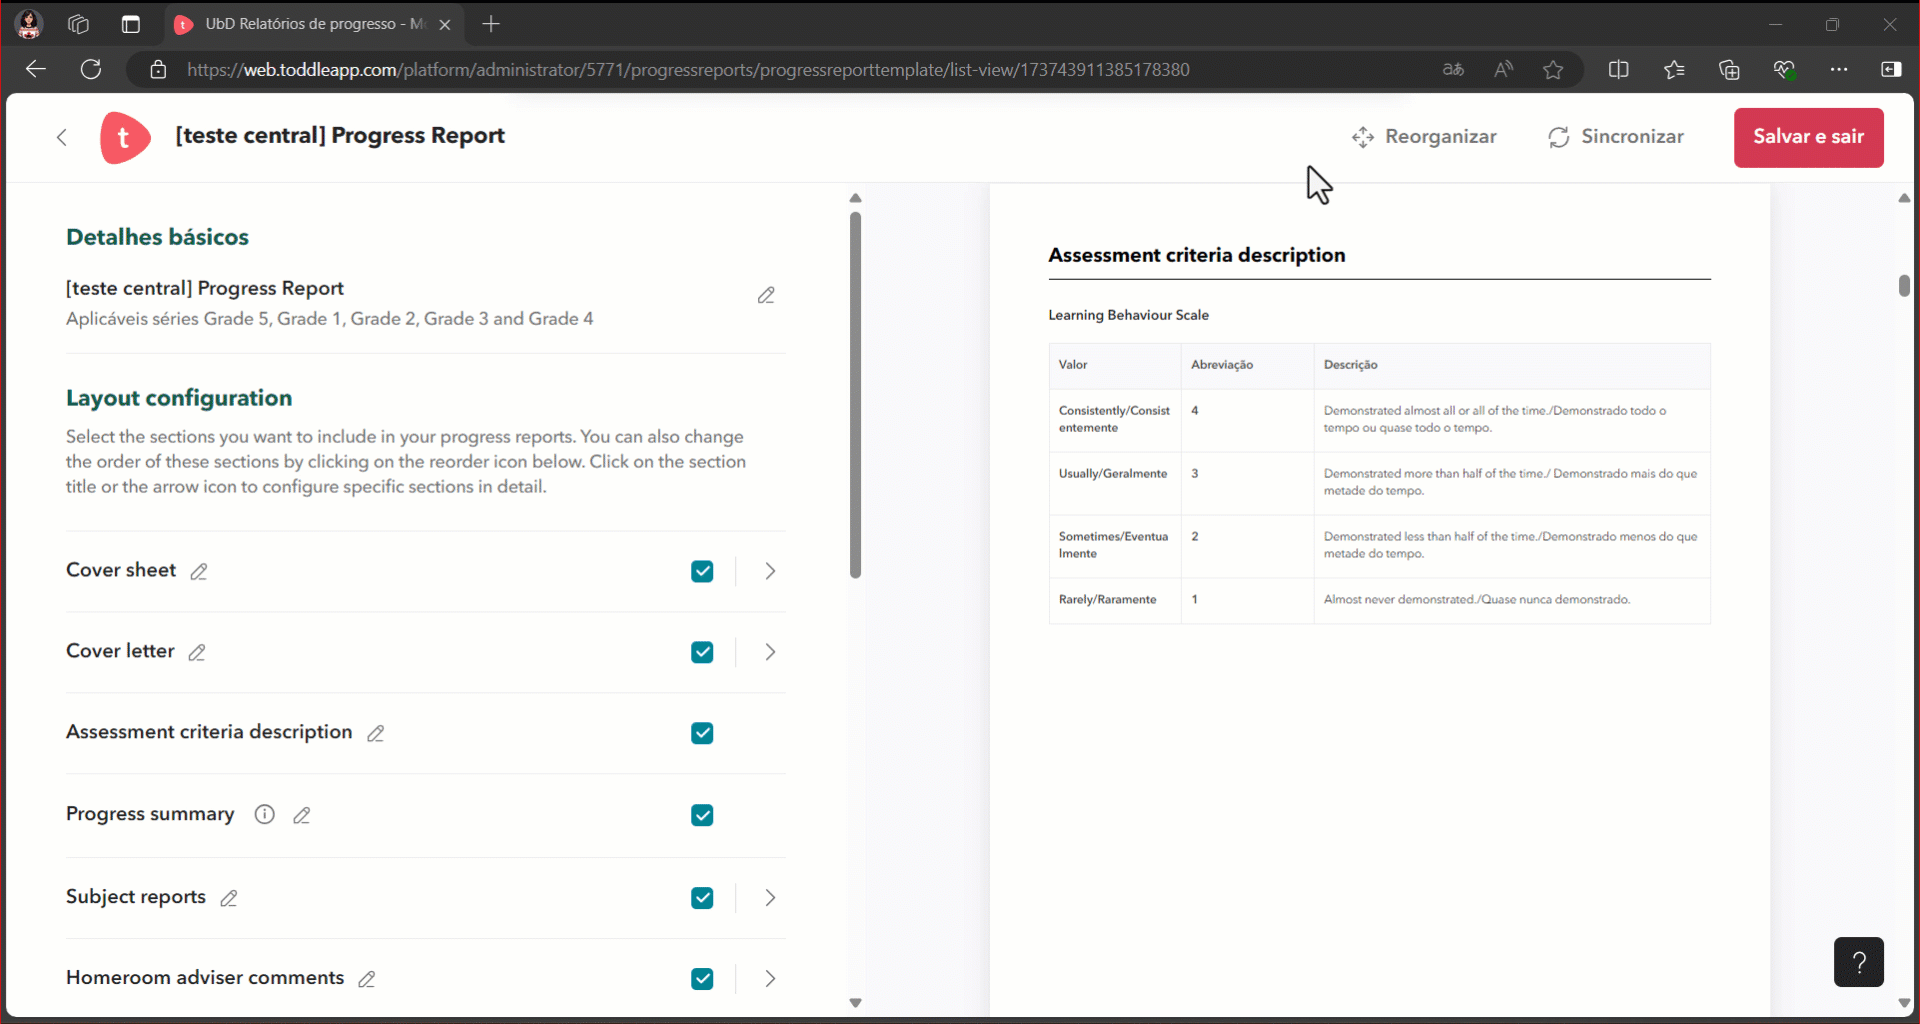 UbD Relatórios de progresso - Mo
https://web.toddleapp.com/platform/administrator/5771/progressreports/progressreporttemplate/list-view/173743911385178380
t
[teste central] Progress Report
Reorganizar
Sincronizar
Salvar e sair
Detalhes básicos
[teste central] Progress Report
Aplicáveis séries Grade 5, Grade 1, Grade 2, Grade 3 and Grade 4
Layout configuration
Select the sections you want to include in your progress reports. You can also change
the order of these sections by clicking on the reorder icon below. Click on the section
title or the arrow icon to configure specific sections in detail.
Cover sheet
Cover letter
Assessment criteria description
Progress summary
Subject reports
Homeroom adviser comments
Assessment criteria description
Learning Behaviour Scale
Valor Abreviação Descrição
Consistently/Consist 4 Demonstrated almost all or all of the time./Demonstrado todo o
entemente tempo ou quase todo o tempo.
Usually/Geralmente 3 Demonstrated more than half of the time./ Demonstrado mais do que
metade do tempo.
Sometimes/Eventua 2 Demonstrated less than half of the time./Demonstrado menos do que
lmente metade do tempo.
Rarely/Raramente 1 Almost never demonstrated./Quase nunca demonstrado.
?